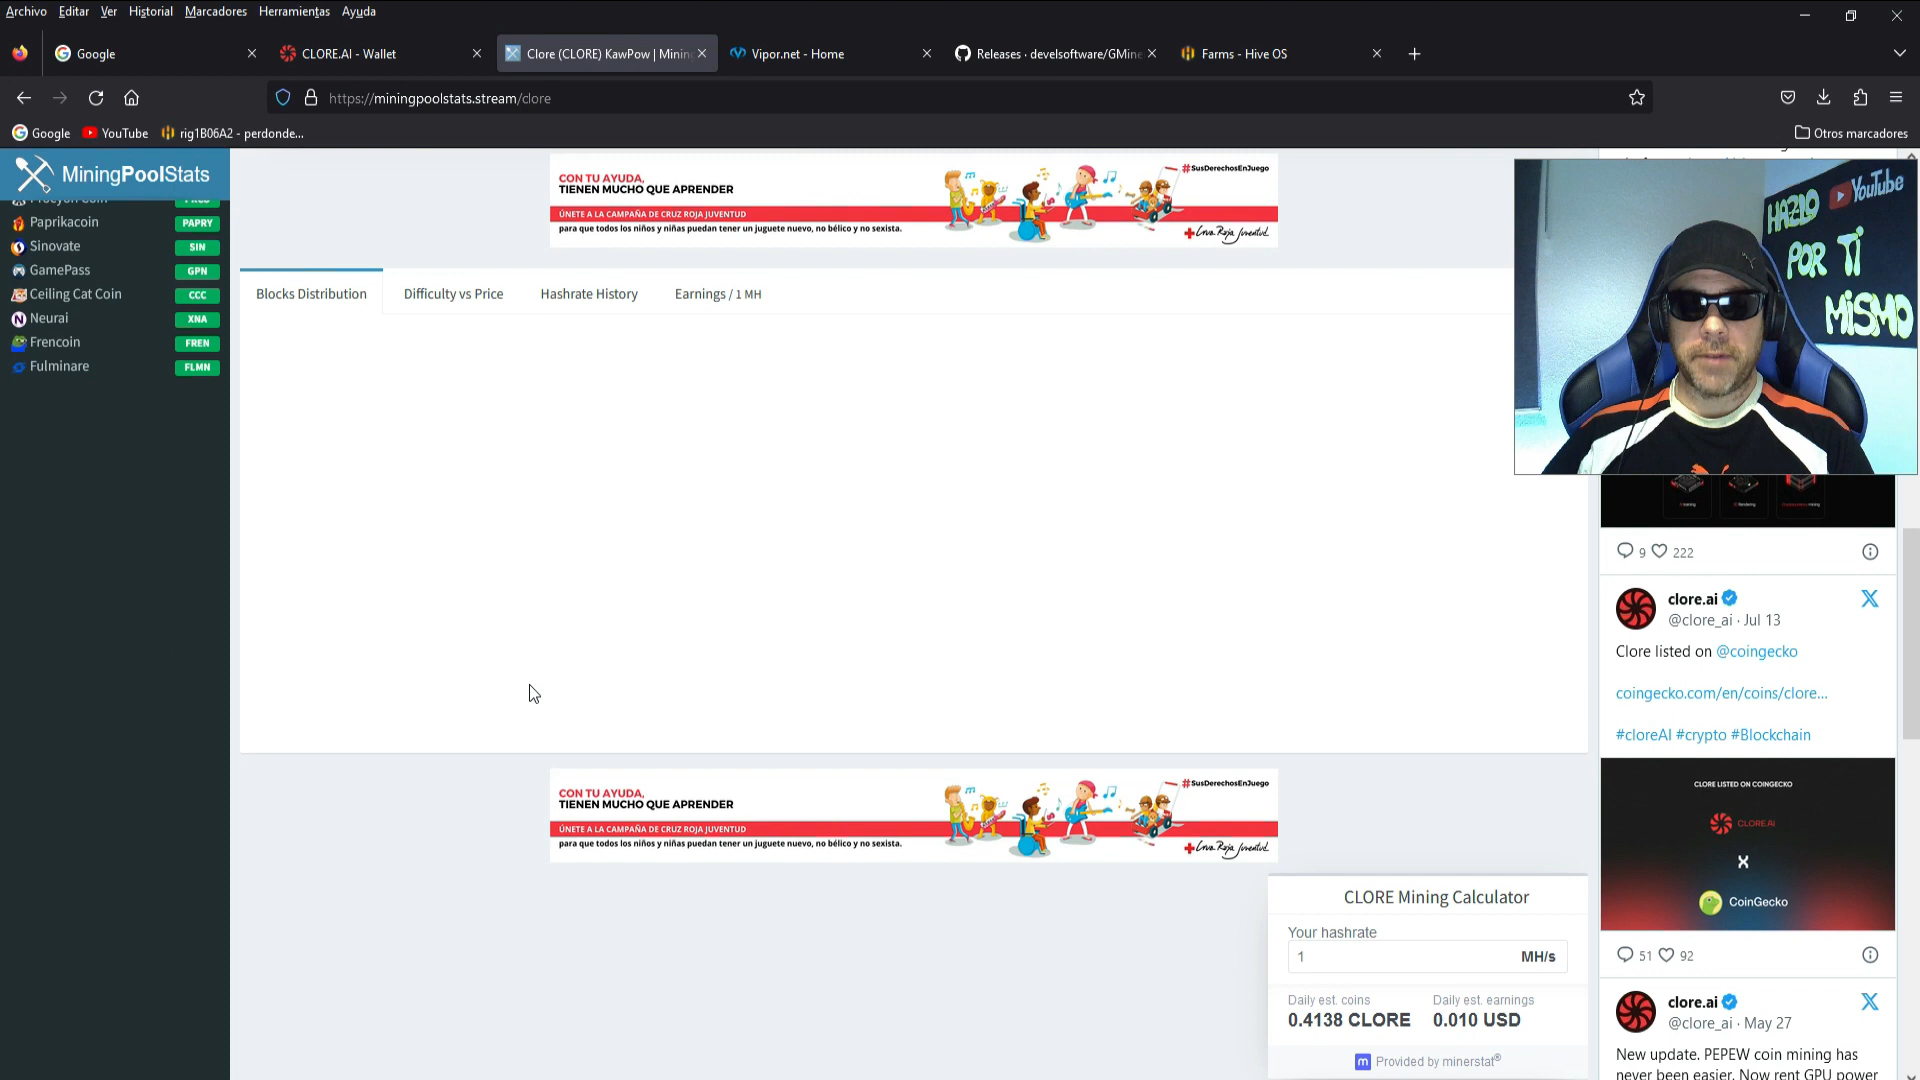 Archivo Editar Ver Historial Marcadores Herramientas Ayuda
Google
CLORE.AI - Wallet
Clore (CLORE) KawPow | Minin
Vipor.net - Home
Releases · develsoftware/GMine
Farms - Hive OS
https://miningpoolstats.stream/clore
Google YouTube rig1B06A2 - perdonde...
Otros marcadores
MiningPoolStats
Paprikacoin PAPRY
Sinovate SIN
GamePass GPN
Ceiling Cat Coin CCC
Neurai XNA
Frencoin FREN
Fulminare FLMN
CON TU AYUDA,
TIENEN MUCHO QUE APRENDER
ÚNETE A LA CAMPAÑA DE CRUZ ROJA JUVENTUD
para que todos los niños y niñas puedan tener un juguete nuevo, no bélico y no sexista.
#SusDerechosEnJuego
Cruz Roja Juventud
Blocks Distribution Difficulty vs Price Hashrate History Earnings / 1 MH
YouTube
HAZLO
POR TI
MiSMO
9 222
clore.ai
@clore_ai · Jul 13
Clore listed on @coingecko
coingecko.com/en/coins/clore...
#cloreAI #crypto #Blockchain
CLORE LISTED ON COINGECKO
CLORE.AI
X
CoinGecko
51 92
clore.ai
@clore_ai · May 27
New update. PEPEW coin mining has
never been easier. Now rent GPU power
CON TU AYUDA,
TIENEN MUCHO QUE APRENDER
ÚNETE A LA CAMPAÑA DE CRUZ ROJA JUVENTUD
para que todos los niños y niñas puedan tener un juguete nuevo, no bélico y no sexista.
#SusDerechosEnJuego
Cruz Roja Juventud
CLORE Mining Calculator
Your hashrate
1 MH/s
Daily est. coins Daily est. earnings
0.4138 CLORE 0.010 USD
m Provided by minerstat®